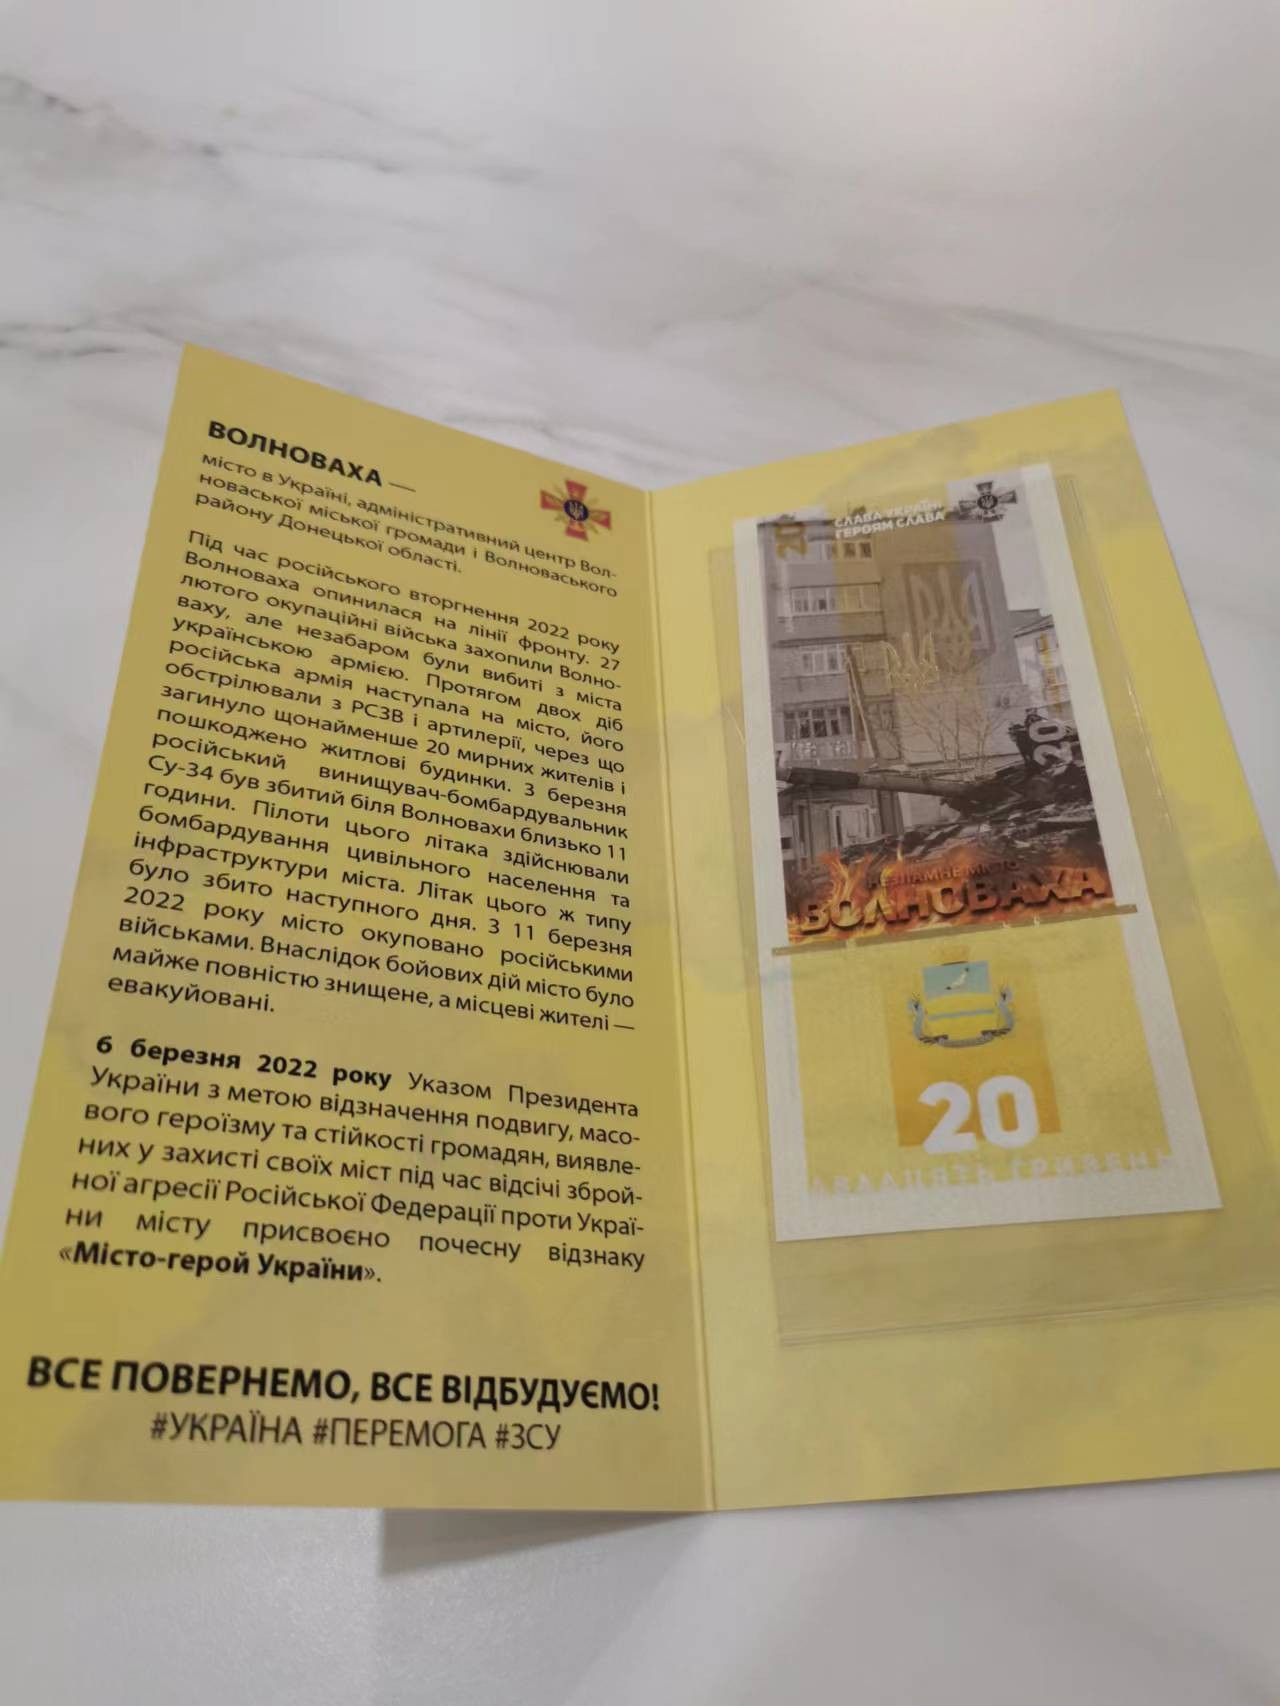 ВОЛНОВАХА —
місто в Україні, адміністративний центр Вол-
новаської міської громади і Волноваського
району Донецької області.
Під час російського вторгнення 2022 року
Волноваха опинилася на лінії фронту. 27
лютого окупаційні війська захопили Волно-
ваху, але незабаром були вибиті з міста
українською армією. Протягом двох діб
російська армія наступала на місто, його
обстрілювали з РСЗВ і артилерії, через що
загинуло щонайменше 20 мирних жителів і
пошкоджено житлові будинки. 3 березня
російський винищувач-бомбардувальник
Су-34 був збитий біля Волновахи близько 11
години. Пілоти цього літака здійснювали
бомбардування цивільного населення та
інфраструктури міста. Літак цього ж типу
було збито наступного дня. З 11 березня
2022 року місто окуповано російськими
військами. Внаслідок бойових дій місто було
майже повністю знищене, а місцеві жителі —
евакуйовані.
6 березня 2022 року Указом Президента
України з метою відзначення подвигу, масо-
вого героїзму та стійкості громадян, виявле-
них у захисті своїх міст під час відсічі зброй-
ної агресії Російської Федерації проти Украї-
ни місту присвоєно почесну відзнаку
«Місто-герой України».
ВСЕ ПОВЕРНЕМО, ВСЕ ВІДБУДУЄМО!
#УКРАЇНА #ПЕРЕМОГА #ЗСУ
20
СЛАВА УКРАЇНІ
ГЕРОЯМ СЛАВА
20
НЕЗЛАМНЕ МІСТО
ВОЛНОВАХА
20
ДВАДЦЯТЬ ГРИВЕНЬ